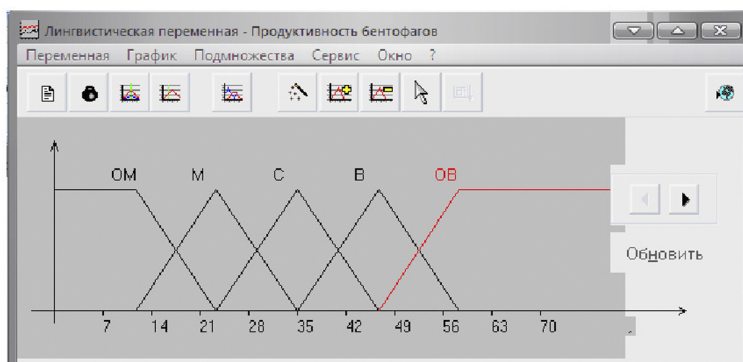 Лингвистическая переменная - Продуктивность бентофагов
Переменная График Подмножества Сервис Окно ?
ОМ М С В ОВ
Обновить
7 14 21 28 35 42 49 56 63 70